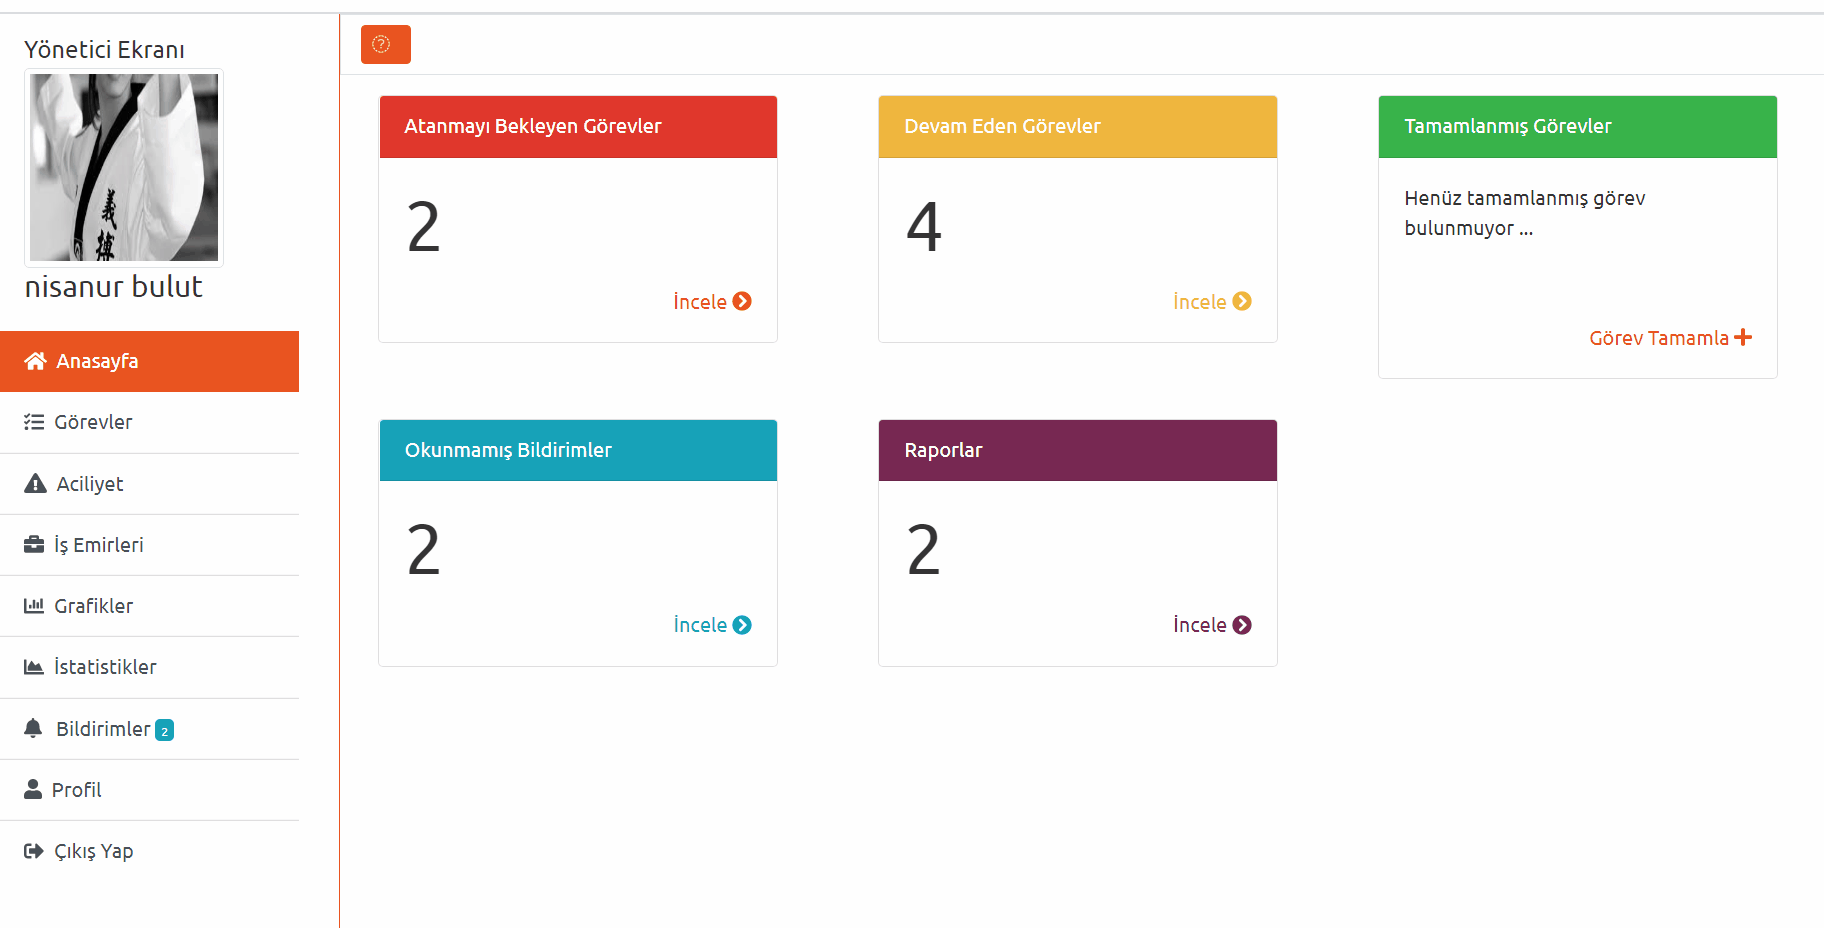 Yönetici Ekranı
義
搏
nisanur bulut
Anasayfa
Görevler
Aciliyet
İş Emirleri
Grafikler
İstatistikler
Bildirimler 2
Profil
Çıkış Yap
?
Atanmayı Bekleyen Görevler
2
İncele
Devam Eden Görevler
4
İncele
Tamamlanmış Görevler
Henüz tamamlanmış görev
bulunmuyor ...
Görev Tamamla
Okunmamış Bildirimler
2
İncele
Raporlar
2
İncele